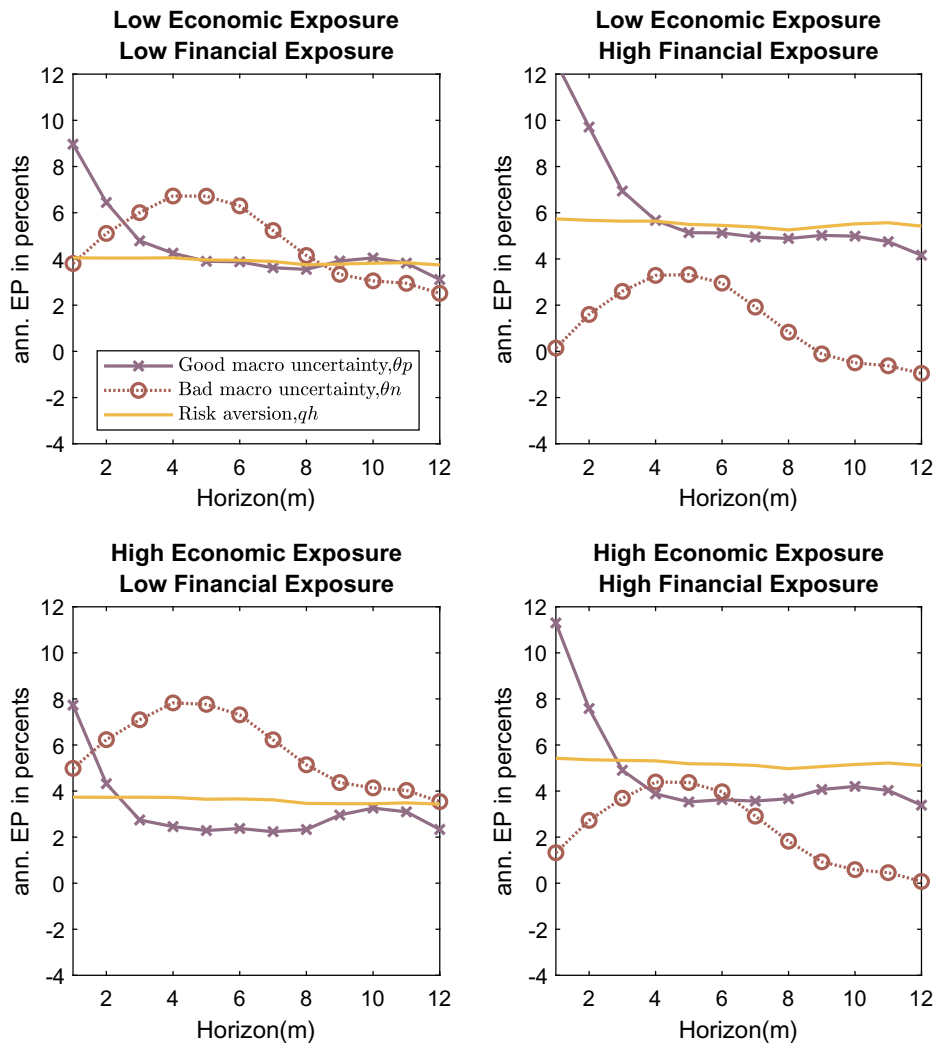 Low Economic Exposure
Low Financial Exposure
12
10
8
6
4
2
0
-2
-4
ann. EP in percents
Good macro uncertainty,θp
Bad macro uncertainty,θn
Risk aversion,qh
2 4 6 8 10 12
Horizon(m)
Low Economic Exposure
High Financial Exposure
12
10
8
6
4
2
0
-2
-4
ann. EP in percents
2 4 6 8 10 12
Horizon(m)
High Economic Exposure
Low Financial Exposure
12
10
8
6
4
2
0
-2
-4
ann. EP in percents
2 4 6 8 10 12
Horizon(m)
High Economic Exposure
High Financial Exposure
12
10
8
6
4
2
0
-2
-4
ann. EP in percents
2 4 6 8 10 12
Horizon(m)